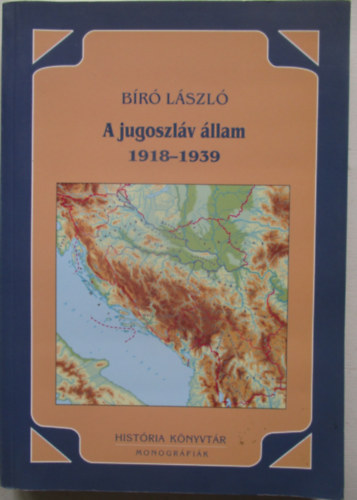 BÍRÓ LÁSZLÓ
A jugoszláv állam
1918–1939
HISTÓRIA KÖNYVTÁR
MONOGRÁFIÁK